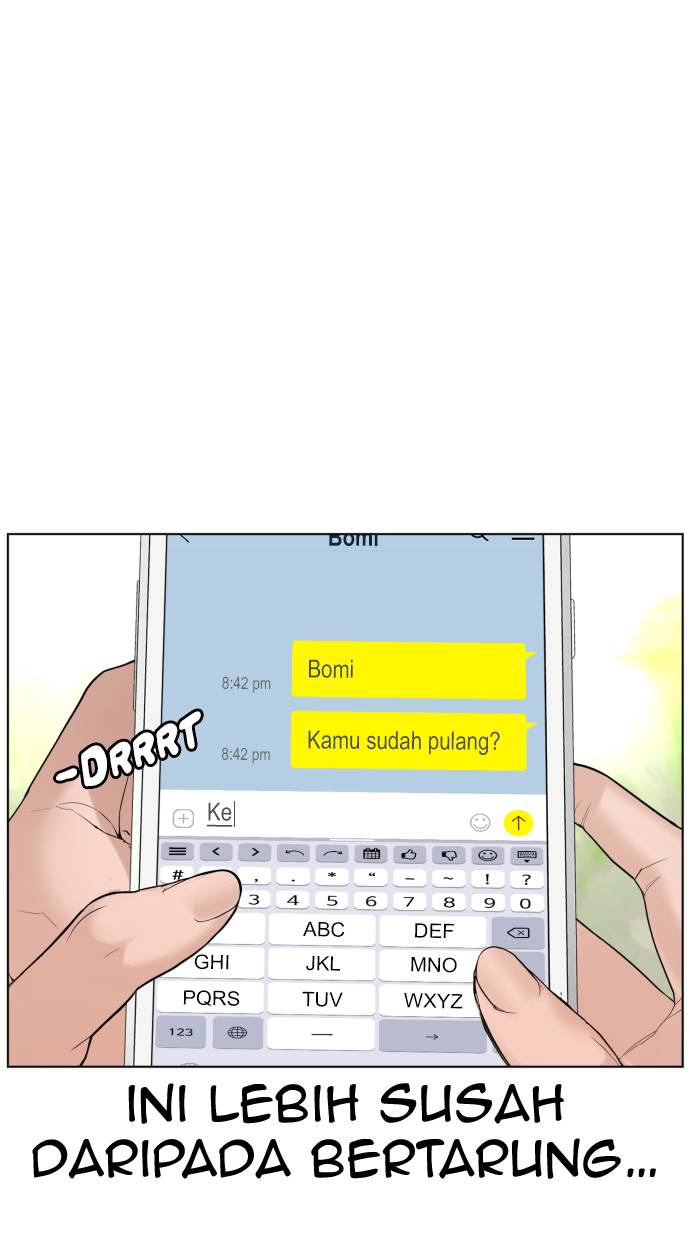 Bomi
Bomi
8:42 pm
Kamu sudah pulang?
8:42 pm
-DRRRT
Ke
# , . * “ - ~ ! ?
3 4 5 6 7 8 9 0
ABC DEF
GHI JKL MNO
PQRS TUV WXYZ
123
INI LEBIH SUSAH
DARIPADA BERTARUNG...